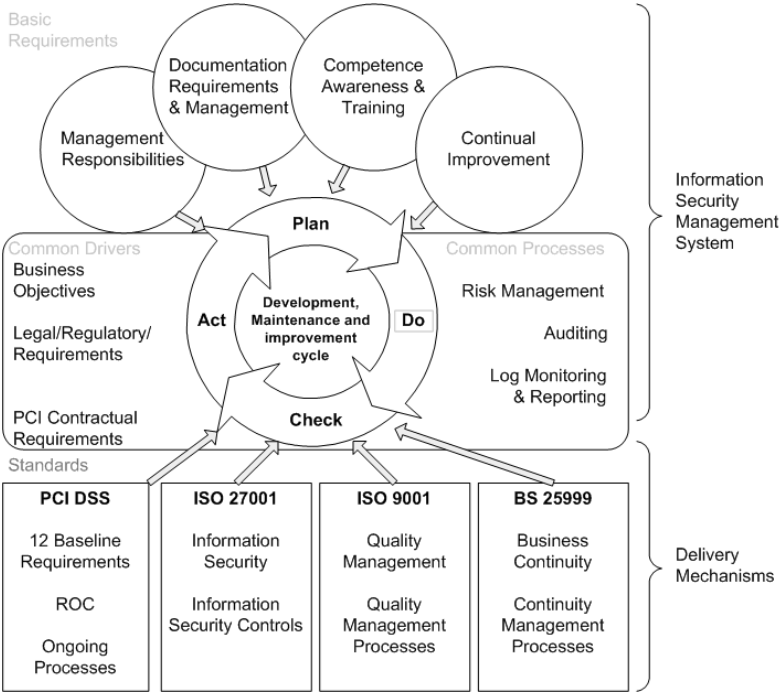 Basic
Requirements
Documentation
Requirements
& Management
Competence
Awareness &
Training
Management
Responsibilities
Continual
Improvement
Information
Security
Management
System
Plan
Do
Check
Act
Development,
Maintenance and
improvement
cycle
Common Drivers
Business
Objectives
Legal/Regulatory/
Requirements
PCI Contractual
Requirements
Common Processes
Risk Management
Auditing
Log Monitoring
& Reporting
Standards
PCI DSS
12 Baseline
Requirements
ROC
Ongoing
Processes
ISO 27001
Information
Security
Information
Security Controls
ISO 9001
Quality
Management
Quality
Management
Processes
BS 25999
Business
Continuity
Continuity
Management
Processes
Delivery
Mechanisms